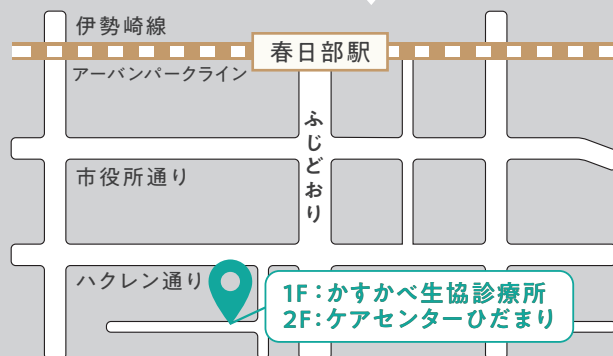 伊勢崎線
春日部駅
アーバンパークライン
ふじどおり
市役所通り
ハクレン通り
1F：かすかべ生協診療所
2F：ケアセンターひだまり